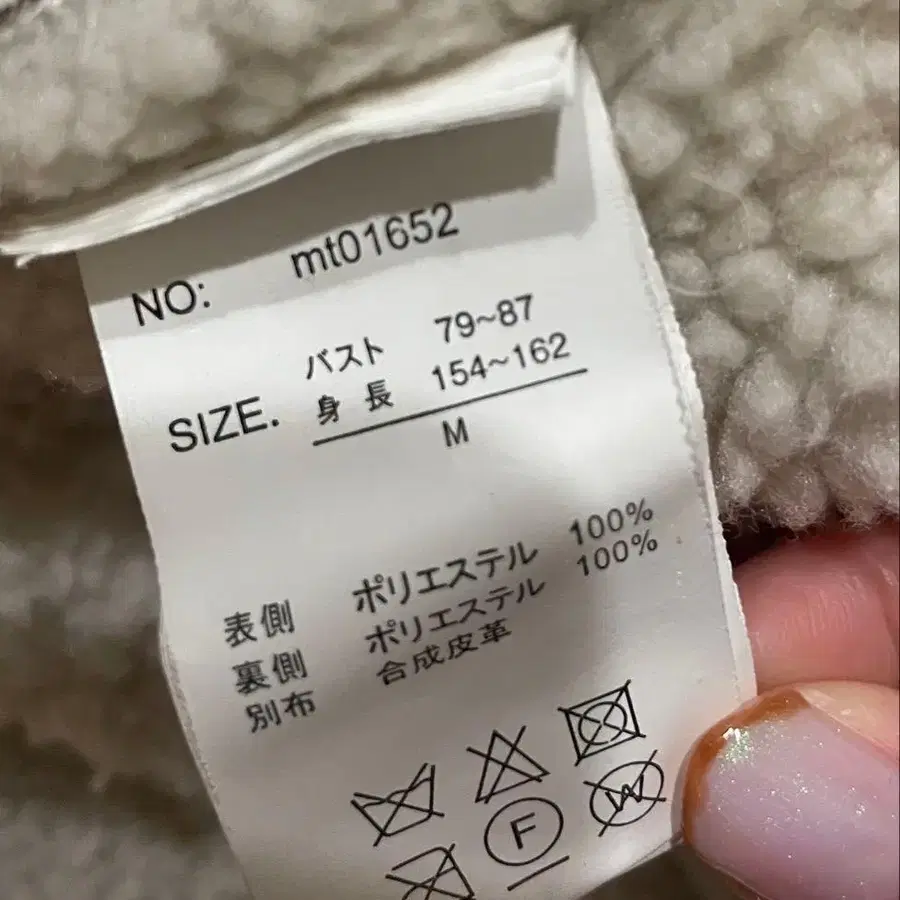 NO: mt01652
バスト 79~87
SIZE. 身長 154~162
M
表側 ポリエステル 100%
裏側 ポリエステル 100%
別布 合成皮革
F
W